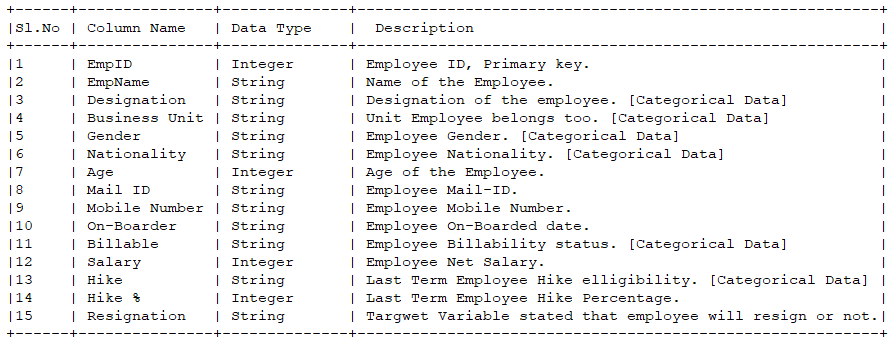 +------+---------------+--------------+----------------------------------------------------------+
|Sl.No | Column Name   | Data Type    |  Description                                             |
+------+---------------+--------------+----------------------------------------------------------+
|1     | EmpID         | Integer      | Employee ID, Primary key.                                |
|2     | EmpName       | String       | Name of the Employee.                                    |
|3     | Designation   | String       | Designation of the employee. [Categorical Data]          |
|4     | Business Unit | String       | Unit Employee belongs too. [Categorical Data]            |
|5     | Gender        | String       | Employee Gender. [Categorical Data]                      |
|6     | Nationality   | String       | Employee Nationality. [Categorical Data]                 |
|7     | Age           | Integer      | Age of the Employee.                                     |
|8     | Mail ID       | String       | Employee Mail-ID.                                        |
|9     | Mobile Number | String       | Employee Mobile Number.                                  |
|10    | On-Boarder    | String       | Employee On-Boarded date.                                |
|11    | Billable      | String       | Employee Billability status. [Categorical Data]          |
|12    | Salary        | Integer      | Employee Net Salary.                                     |
|13    | Hike          | String       | Last Term Employee Hike elligibility. [Categorical Data] |
|14    | Hike %        | Integer      | Last Term Employee Hike Percentage.                      |
|15    | Resignation   | String       | Targwet Variable stated that employee will resign or not.|
+------+---------------+--------------+----------------------------------------------------------+